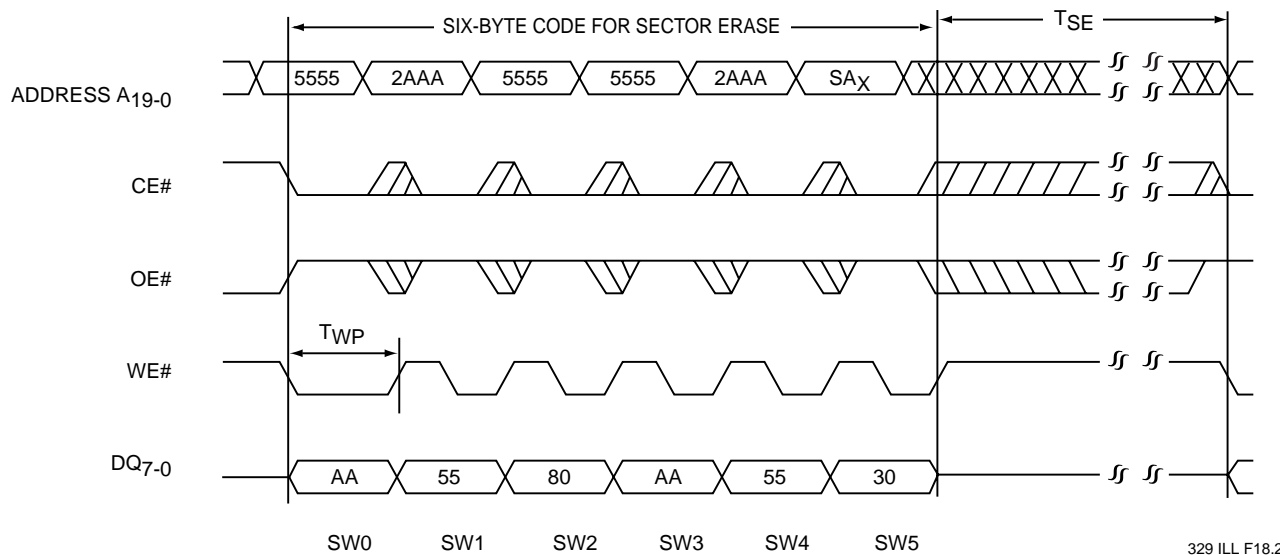 SIX-BYTE CODE FOR SECTOR ERASE TSE
ADDRESS A19-0 5555 2AAA 5555 5555 2AAA SAX
CE#
OE#
TWP
WE#
DQ7-0 AA 55 80 AA 55 30
SW0 SW1 SW2 SW3 SW4 SW5
329 ILL F18.2